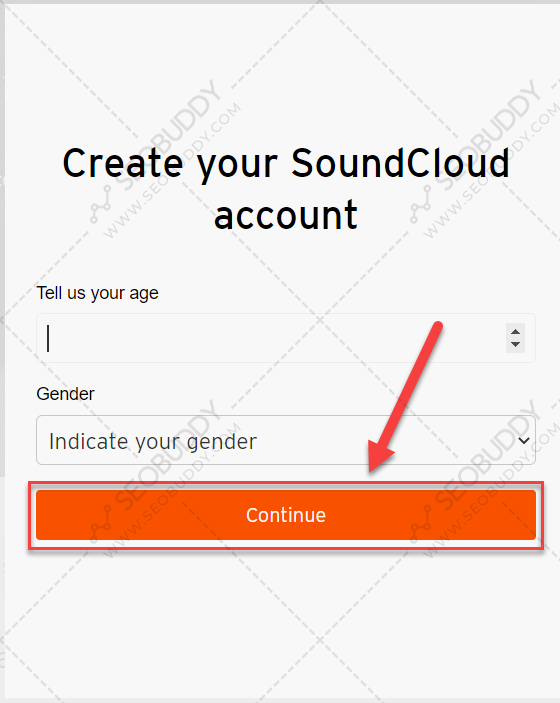 SEOBUDDY
WWW.SEOBUDDY.COM
SEOBUDDY
WWW.SEOBUDDY.COM
Create your SoundCloud
account
Tell us your age
Gender
Indicate your gender
SEOBUDDY
WWW.SEOBUDDY.COM
SEOBUDDY
WWW.SEOBUDDY.COM
Continue